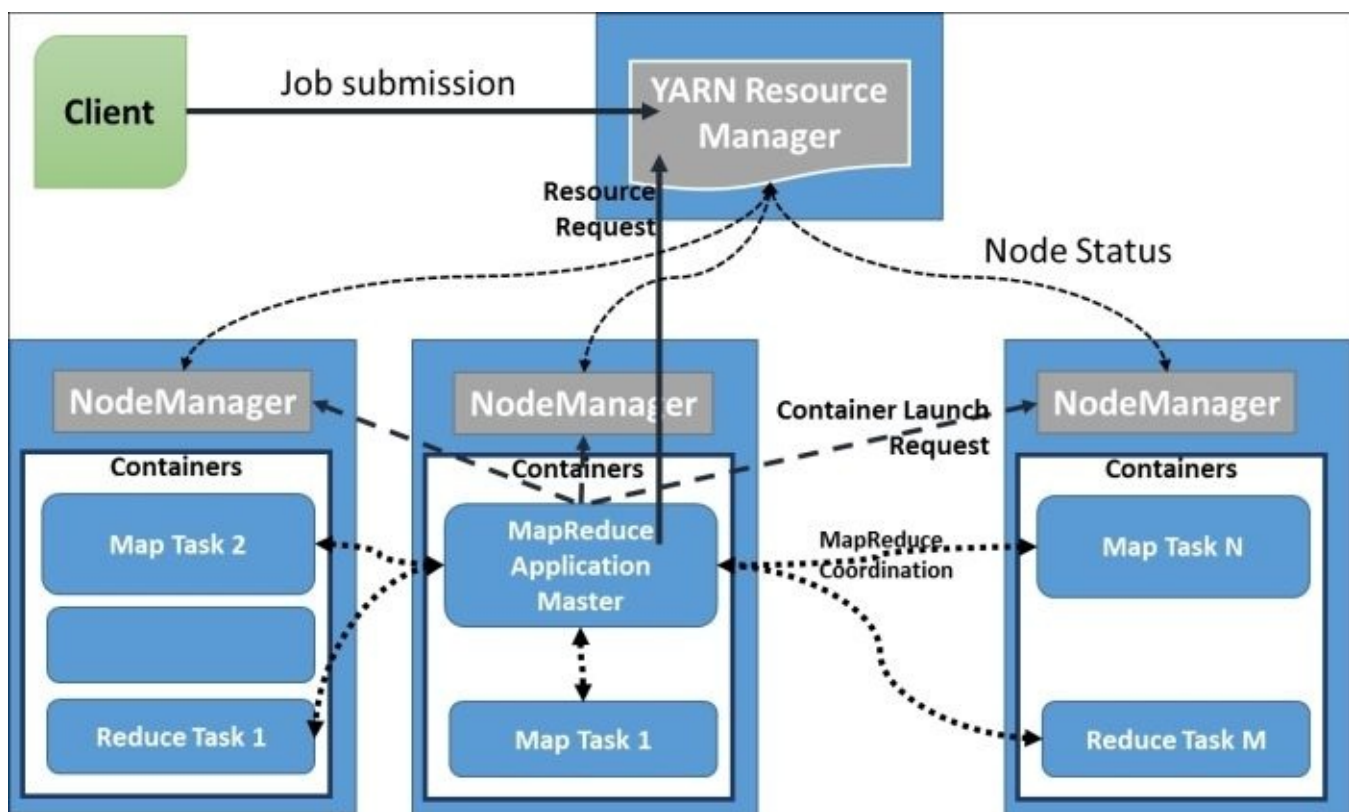 Client
Job submission
YARN Resource
Manager
Resource
Request
Node Status
NodeManager
NodeManager
NodeManager
Container Launch
Request
Containers
Containers
Containers
Map Task 2
MapReduce
Application
Master
MapReduce
Coordination
Map Task N
Reduce Task 1
Map Task 1
Reduce Task M